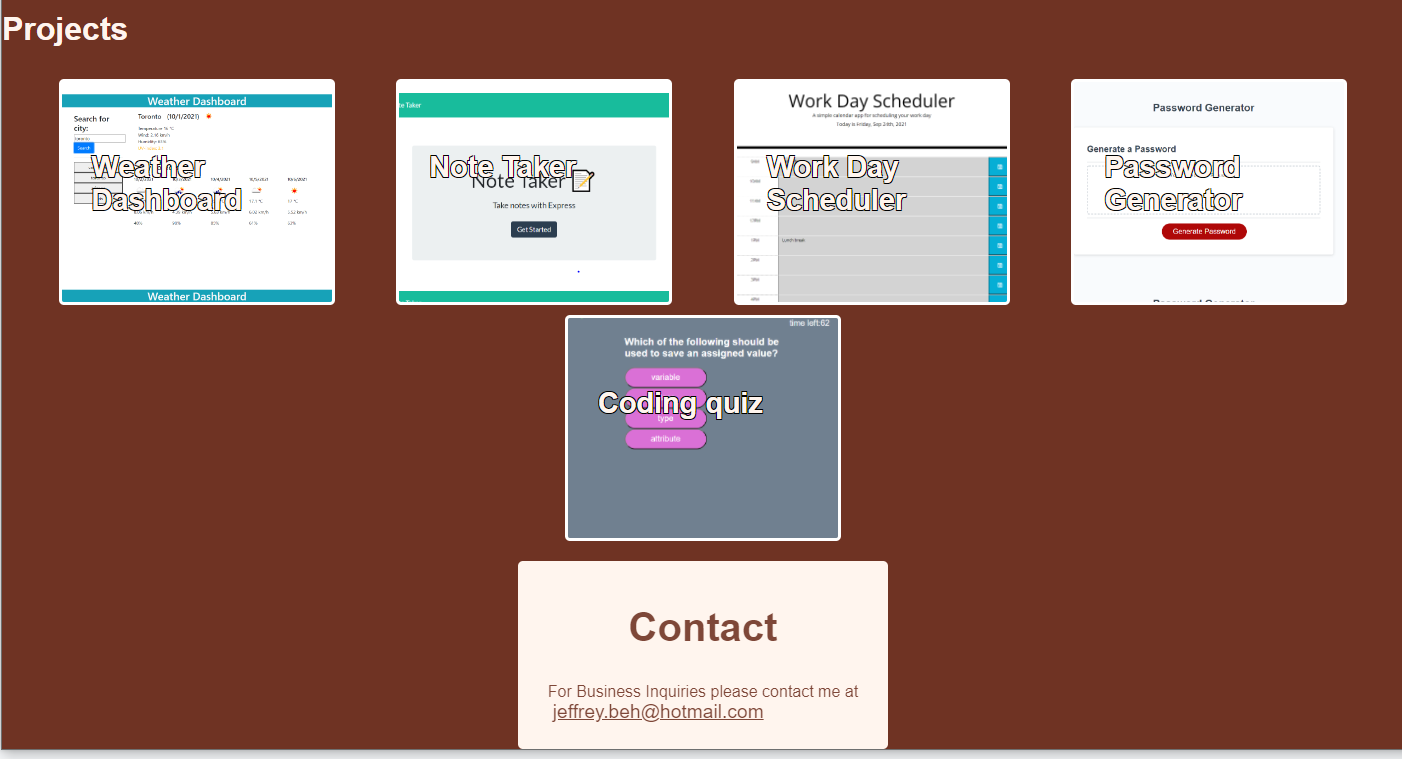 Projects
Weather Dashboard
Search for city:
Toronto (10/1/2021)
Search
Weather
Dashboard
Weather Dashboard
te Taker
Note Taker
Note Taker
Take notes with Express
Get Started
Work Day Scheduler
A simple calendar app for scheduling your work day
Today is Friday, Sep 24th, 2021
Work Day
Scheduler
Lunch break
Password Generator
Generate a Password
Password
Generator
Generate Password
time left:62
Which of the following should be
used to save an assigned value?
variable
Coding quiz
type
attribute
Contact
For Business Inquiries please contact me at
jeffrey.beh@hotmail.com